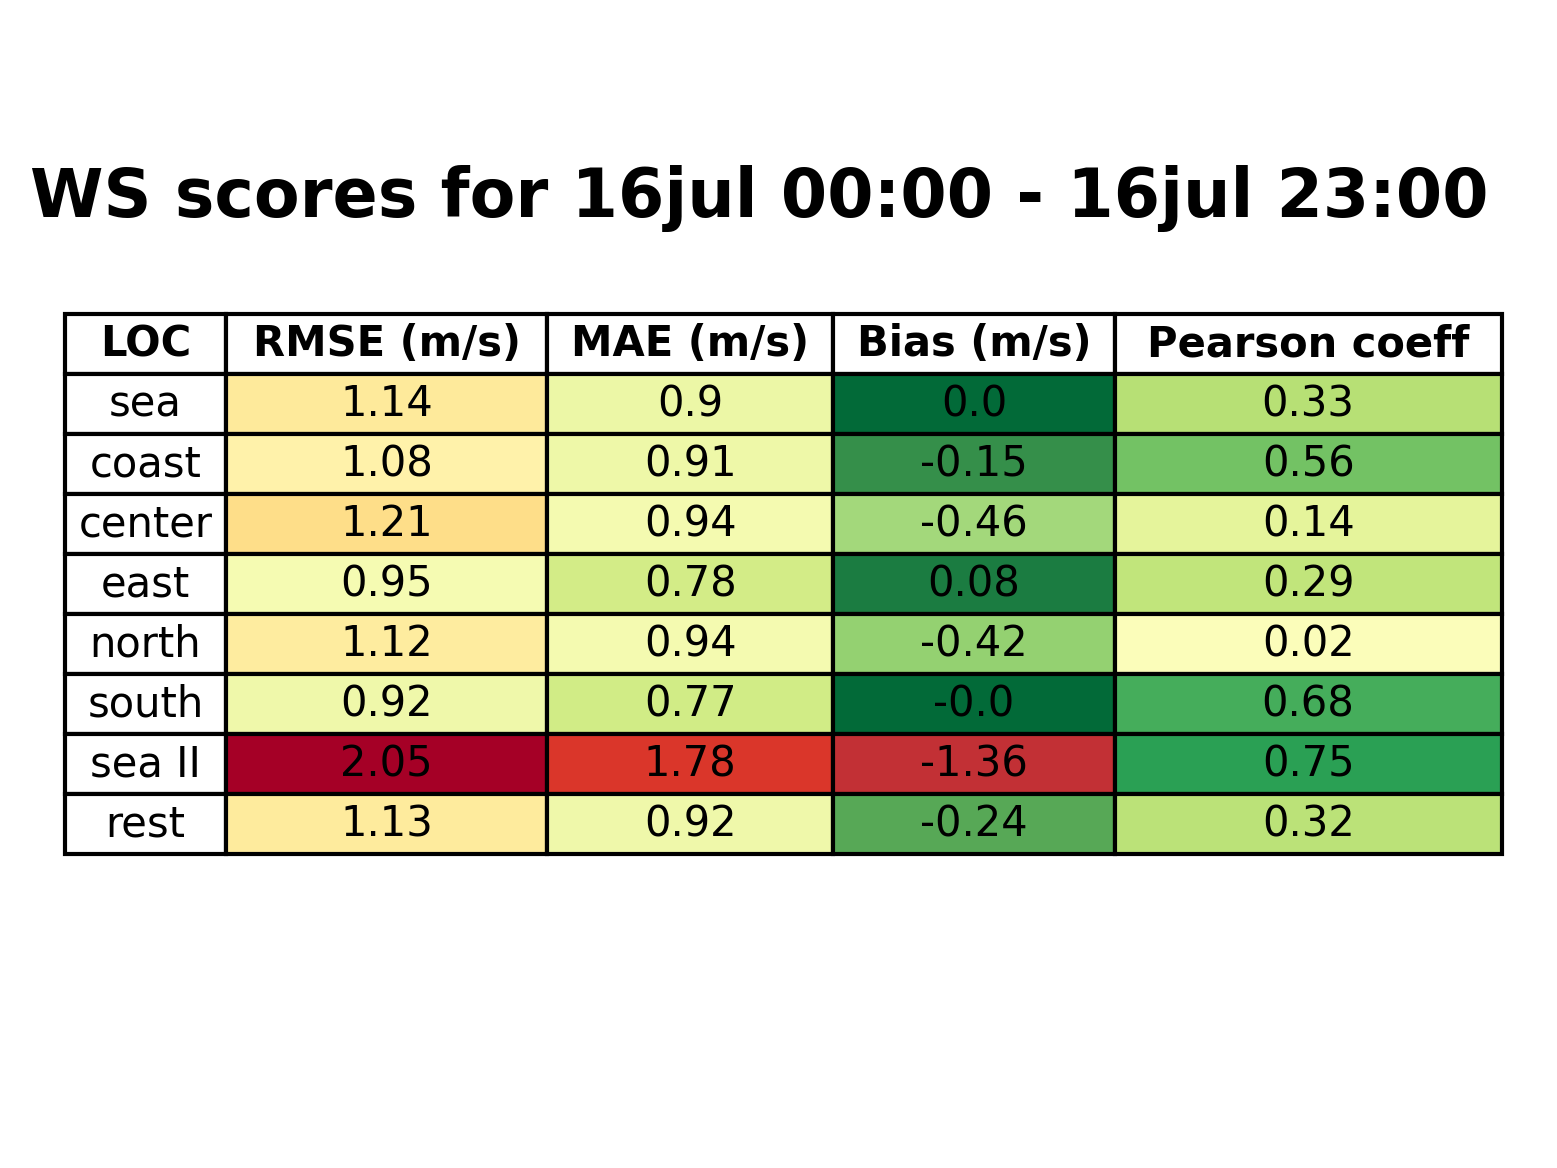 WS scores for 16jul 00:00 - 16jul 23:00
LOC RMSE (m/s) MAE (m/s) Bias (m/s) Pearson coeff
sea 1.14 0.9 0.0 0.33
coast 1.08 0.91 -0.15 0.56
center 1.21 0.94 -0.46 0.14
east 0.95 0.78 0.08 0.29
north 1.12 0.94 -0.42 0.02
south 0.92 0.77 -0.0 0.68
sea II 2.05 1.78 -1.36 0.75
rest 1.13 0.92 -0.24 0.32